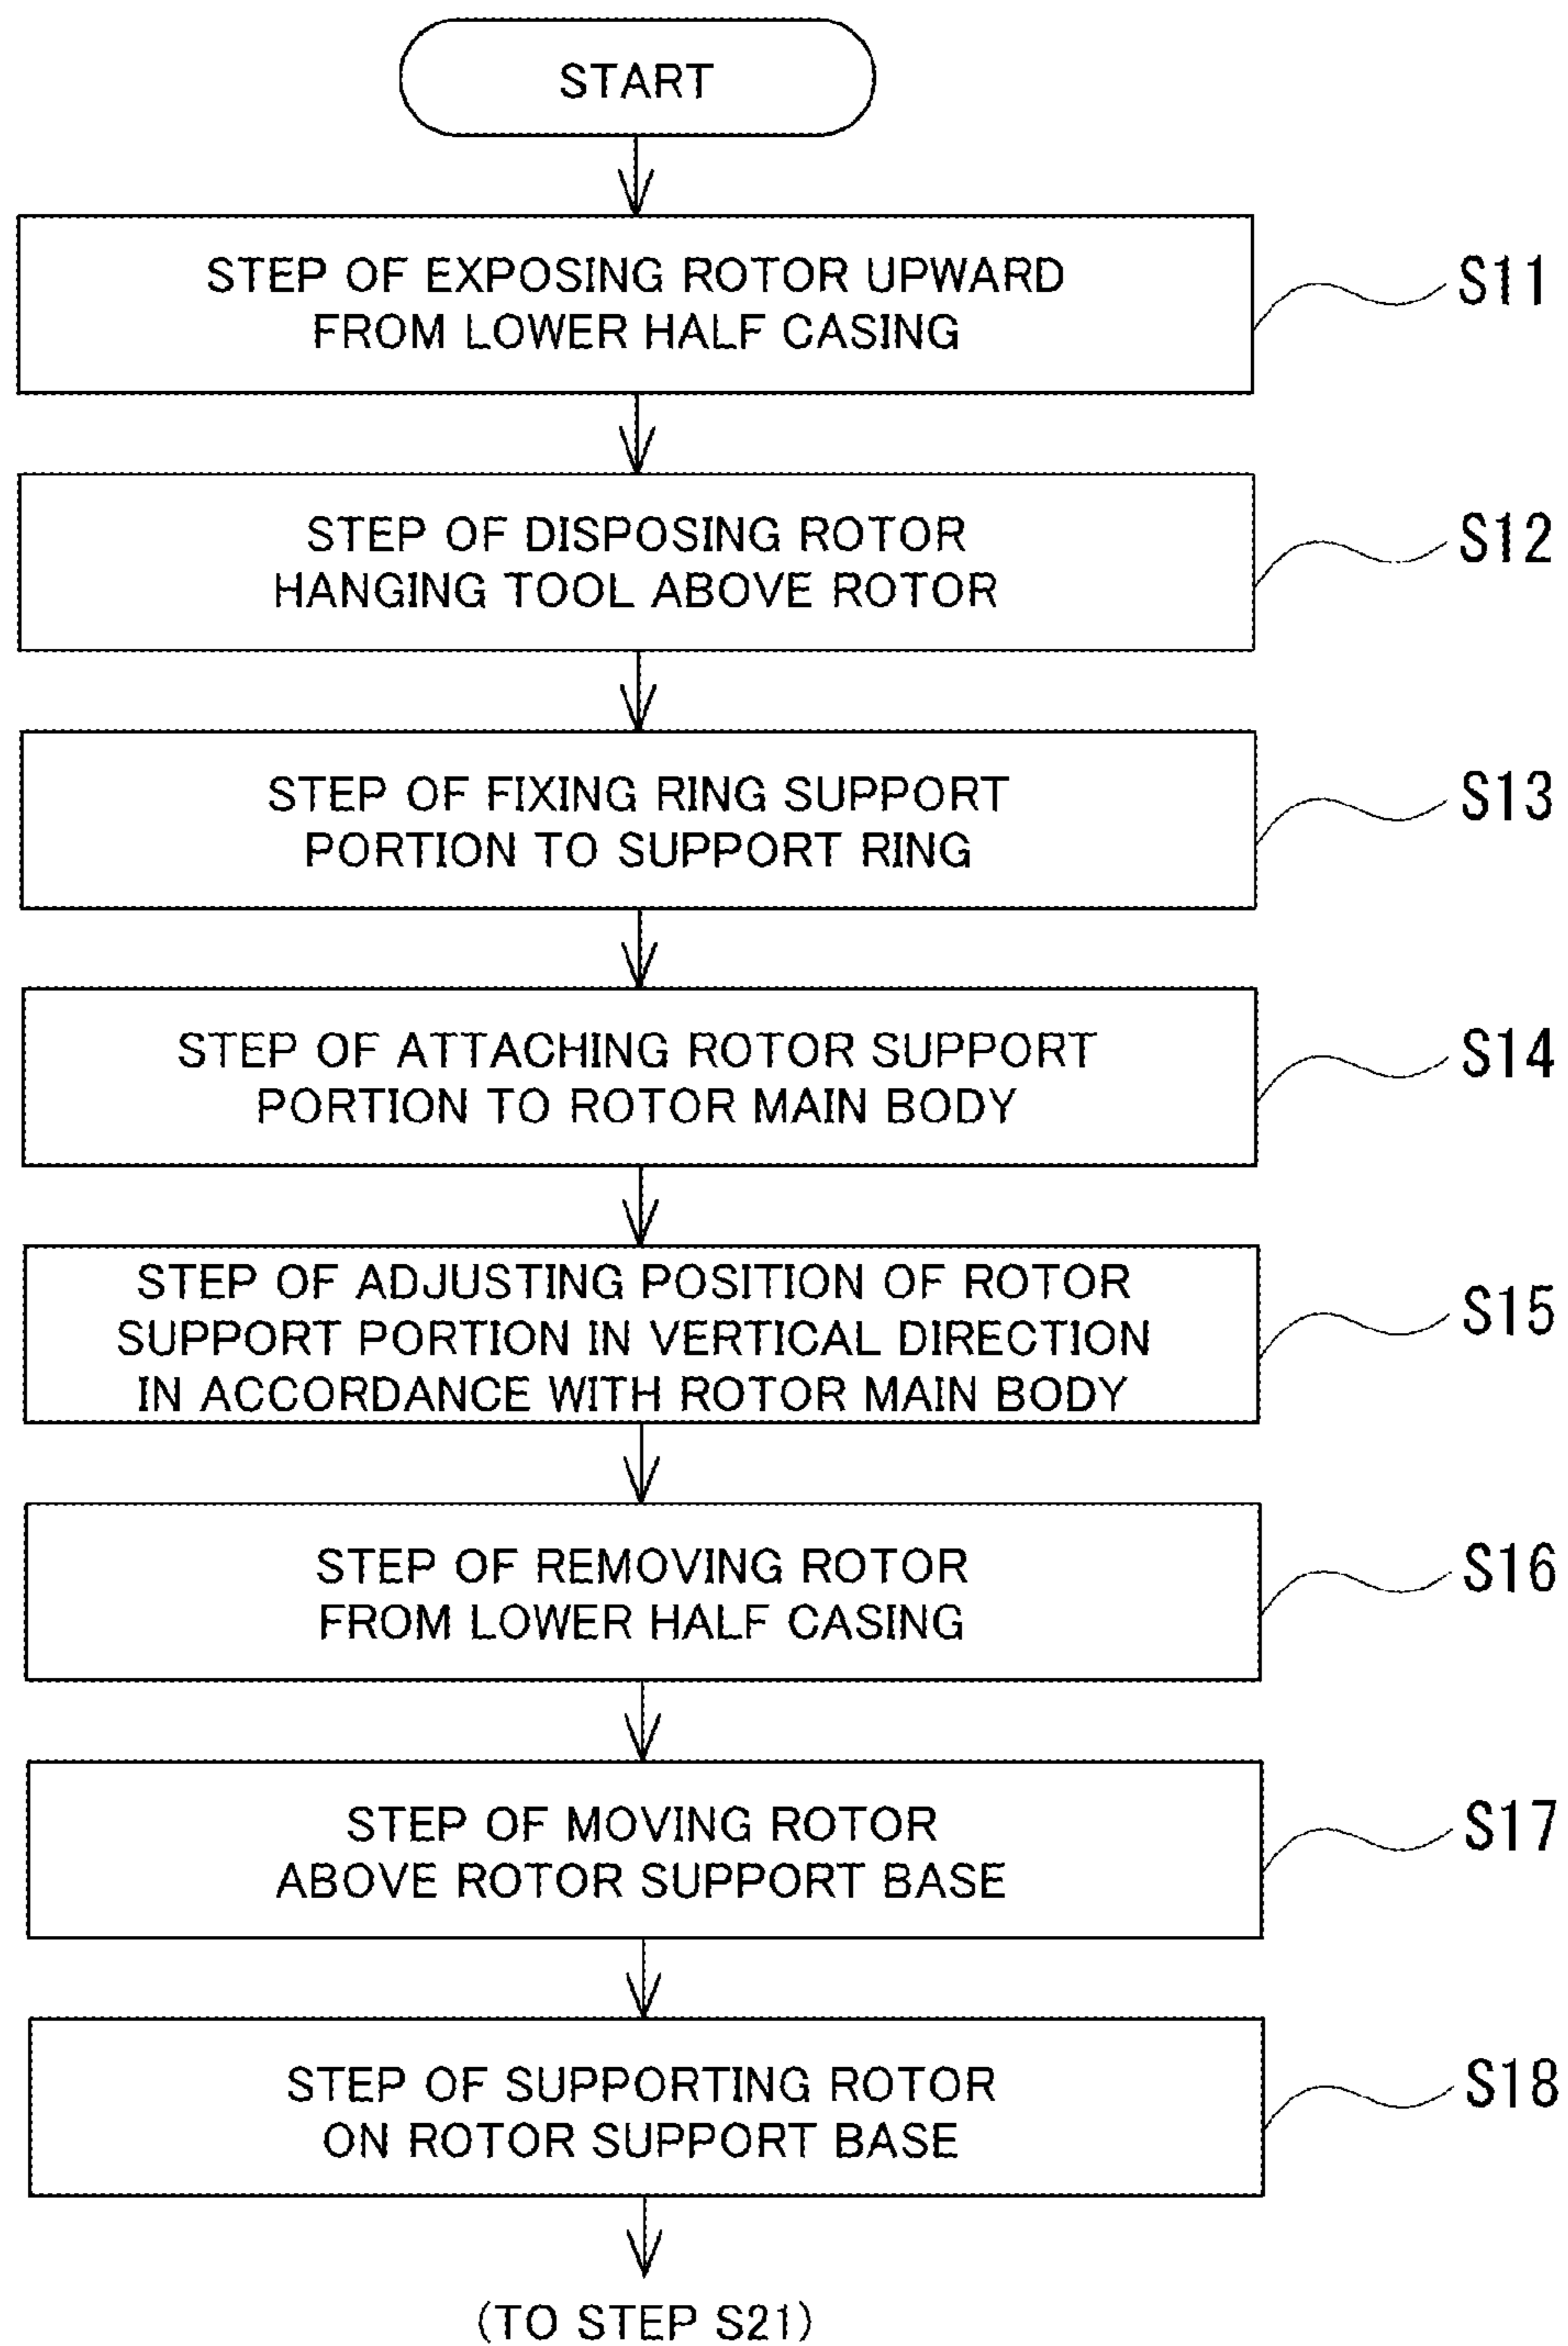 START
STEP OF EXPOSING ROTOR UPWARD
FROM LOWER HALF CASING
S11
STEP OF DISPOSING ROTOR
HANGING TOOL ABOVE ROTOR
S12
STEP OF FIXING RING SUPPORT
PORTION TO SUPPORT RING
S13
STEP OF ATTACHING ROTOR SUPPORT
PORTION TO ROTOR MAIN BODY
S14
STEP OF ADJUSTING POSITION OF ROTOR
SUPPORT PORTION IN VERTICAL DIRECTION
IN ACCORDANCE WITH ROTOR MAIN BODY
S15
STEP OF REMOVING ROTOR
FROM LOWER HALF CASING
S16
STEP OF MOVING ROTOR
ABOVE ROTOR SUPPORT BASE
S17
STEP OF SUPPORTING ROTOR
ON ROTOR SUPPORT BASE
S18
(TO STEP S21)